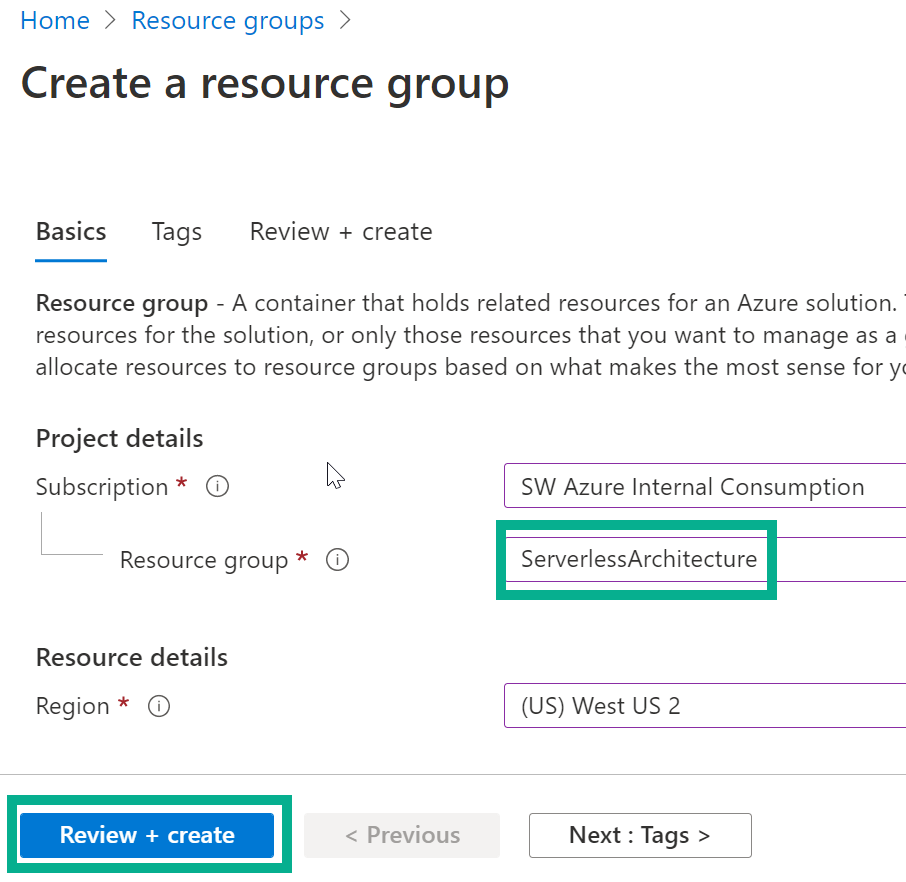 Home > Resource groups >
Create a resource group
Basics Tags Review + create
Resource group - A container that holds related resources for an Azure solution.
resources for the solution, or only those resources that you want to manage as a
allocate resources to resource groups based on what makes the most sense for
Project details
Subscription * SW Azure Internal Consumption
Resource group * ServerlessArchitecture
Resource details
Region * (US) West US 2
Review + create < Previous Next : Tags >